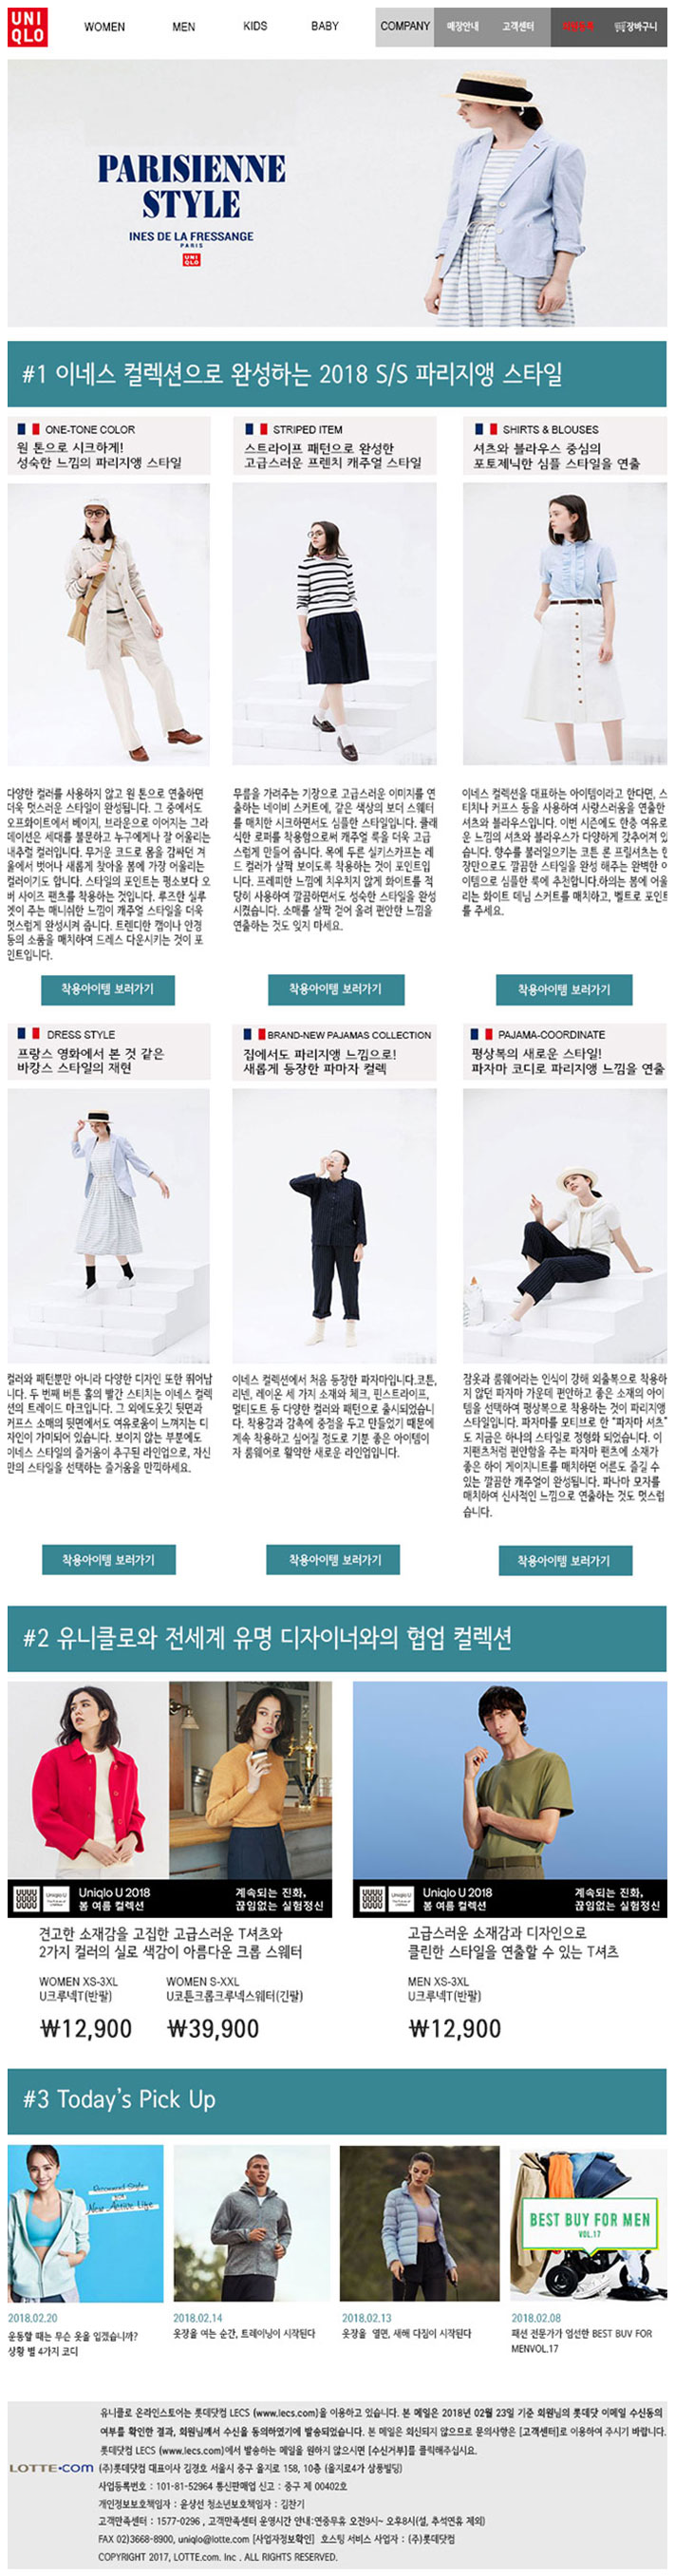 UNI
QLO
WOMEN
MEN
KIDS
BABY
COMPANY
매장안내
고객센터
장바구니
PARISIENNE
STYLE
INES DE LA FRESSANGE
PARIS
UNI
QLO
#1 이네스 컬렉션으로 완성하는 2018 S/S 파리지앵 스타일
ONE-TONE COLOR
원 톤으로 시크하게!
성숙한 느낌의 파리지앵 스타일
STRIPED ITEM
스트라이프 패턴으로 완성한
고급스러운 프렌치 캐주얼 스타일
SHIRTS & BLOUSES
셔츠와 블라우스 중심의
포토제닉한 심플 스타일을 연출
다양한 컬러를 사용하지 않고 원 톤으로 연출하면
더욱 멋스러운 스타일이 완성됩니다. 그 중에서도
오프화이트에서 베이지, 브라운으로 이어지는 그라
데이션은 세대를 불문하고 누구에게나 잘 어울리는
내추럴 컬러입니다. 무거운 코드로 몸을 감싸던 겨
울에서 벗어나 새롭게 찾아올 봄에 가장 어울리는
컬러이기도 합니다. 스타일의 포인트는 평소보다 오
버 사이즈 팬츠를 착용하는 것입니다. 루즈한 실루
엣이 주는 매니쉬한 느낌이 캐주얼 스타일을 더욱
멋스럽게 완성시켜 줍니다. 트렌디한 캡이나 안경
등의 소품을 매치하여 드레스 다운시키는 것이 포
인트입니다.
무릎을 가려주는 기장으로 고급스러운 이미지를 연
출하는 네이비 스커트에, 같은 색상의 보더 스웨터
를 매치한 시크하면서도 심플한 스타일입니다. 클래
식한 로퍼를 착용함으로써 캐주얼 룩을 더욱 고급
스럽게 만들어 줍니다. 목에 두른 실키스카프는 레
드 컬러가 살짝 보이도록 착용하는 것이 포인트입
니다. 프레피한 느낌에 치우치지 않게 화이트를 적
당히 사용하여 깔끔하면서도 성숙한 스타일을 완성
시켰습니다. 소매를 살짝 걷어 올려 편안한 느낌을
연출하는 것도 잊지 마세요.
이네스 컬렉션을 대표하는 아이템이라고 한다면, 스
티치나 커프스 등을 사용하여 사랑스러움을 연출한
셔츠와 블라우스입니다. 이번 시즌에도 한층 여유로
운 느낌의 셔츠와 블라우스가 다양하게 갖추어져 있
습니다. 향수를 불러일으키는 코튼 론 프릴셔츠는 한
장만으로도 깔끔한 스타일을 완성 해주는 완벽한 아
이템으로 심플한 룩에 추천합니다.하의는 봄에 어울
리는 화이트 데님 스커트를 매치하고, 벨트로 포인트
를 주세요.
착용아이템 보러가기
착용아이템 보러가기
착용아이템 보러가기
DRESS STYLE
프랑스 영화에서 본 것 같은
바캉스 스타일의 재현
BRAND-NEW PAJAMAS COLLECTION
집에서도 파리지앵 느낌으로!
새롭게 등장한 파마자 컬렉
PAJAMA-COORDINATE
평상복의 새로운 스타일!
파자마 코디로 파리지앵 느낌을 연출
컬러와 패턴뿐만 아니라 다양한 디자인 또한 뛰어납
니다. 두 번째 버튼 홀의 빨간 스티치는 이네스 컬렉
션의 트레이드 마크입니다. 그 외에도옷깃 뒷면과
커프스 소매의 뒷면에서도 여유로움이 느껴지는 디
자인이 가미되어 있습니다. 보이지 않는 부분에도
이네스 스타일의 즐거움이 추구된 라인업으로, 자신
만의 스타일을 선택하는 즐거움을 만끽하세요.
이네스 컬렉션에서 처음 등장한 파자마입니다.코튼,
리넨, 레이온 세 가지 소재와 체크, 핀스트라이프,
멀티도트 등 다양한 컬러와 패턴으로 출시되었습니
다. 착용감과 감촉에 중점을 두고 만들었기 때문에
계속 착용하고 싶어질 정도로 기분 좋은 아이템이
자 룸웨어로 활약한 새로운 라인업입니다.
잠옷과 룸웨어라는 인식이 강해 외출복으로 착용하
지 않던 파자마 가운데 편안하고 좋은 소재의 아이
템을 선택하여 평상복으로 착용하는 것이 파리지앵
스타일입니다. 파자마를 모티브로 한 "파자마 셔츠"
도 지금은 하나의 스타일로 정형화 되었습니다. 이
지팬츠처럼 편안함을 주는 파자마 팬츠에 소재가
좋은 하이 게이지니트를 매치하면 어른도 즐길 수
있는 깔끔한 캐주얼이 완성됩니다. 파나마 모자를
매치하여 신사적인 느낌으로 연출하는 것도 멋스럽
습니다.
착용아이템 보러가기
착용아이템 보러가기
착용아이템 보러가기
#2 유니클로와 전세계 유명 디자이너와의 협업 컬렉션
Uniqlo U 2018
봄 여름 컬렉션
계속되는 진화,
끊임없는 실험정신
Uniqlo U 2018
봄 여름 컬렉션
계속되는 진화,
끊임없는 실험정신
견고한 소재감을 고집한 고급스러운 T셔츠와
2가지 컬러의 실로 색감이 아름다운 크롭 스웨터
고급스러운 소재감과 디자인으로
클린한 스타일을 연출할 수 있는 T셔츠
WOMEN XS-3XL
U크루넥T(반팔)
₩12,900
WOMEN S-XXL
U코튼크롭크루넥스웨터(긴팔)
₩39,900
MEN XS-3XL
U크루넥T(반팔)
₩12,900
#3 Today's Pick Up
Recommend Style
New Active Life
BEST BUY FOR MEN
VOL.17
2018.02.20
운동할 때는 무슨 옷을 입겠습니까?
상황 별 4가지 코디
2018.02.14
옷장을 여는 순간, 트레이닝이 시작된다
2018.02.13
옷장을 열면, 새해 다짐이 시작된다
2018.02.08
패션 전문가가 엄선한 BEST BUV FOR
MENVOL.17
유니클로 온라인스토어는 롯데닷컴 LECS (www.lecs.com)을 이용하고 있습니다. 본 메일은 2018년 02월 23일 기준 회원님의 롯데닷 이메일 수신동의
여부를 확인한 결과, 회원님께서 수신을 동의하였기에 발송되었습니다. 본 메일은 회신되지 않으므로 문의사항은 [고객센터]로 이용하여 주시기 바랍니다.
롯데닷컴 LECS (www.lecs.com)에서 발송하는 메일을 원하지 않으시면 [수신거부]를 클릭해주십시요.
LOTTE.COM
(주)롯데닷컴 대표이사 김경호 서울시 중구 을지로 158, 10층 (을지로4가 삼풍빌딩)
사업등록번호 : 101-81-52964 통신판매업 신고 : 중구 제 00402호
개인정보보호책임자 : 윤상선 청소년보호책임자 : 김찬기
고객만족센터 : 1577-0296 , 고객만족센터 운영시간 안내:연중무휴 오전9시~ 오후8시(설, 추석연휴 제외)
FAX 02)3668-8900, uniqlo@lotte.com [사업자정보확인] 호스팅 서비스 사업자 : (주)롯데닷컴
COPYRIGHT 2017, LOTTE.com. Inc . ALL RIGHTS RESERVED.